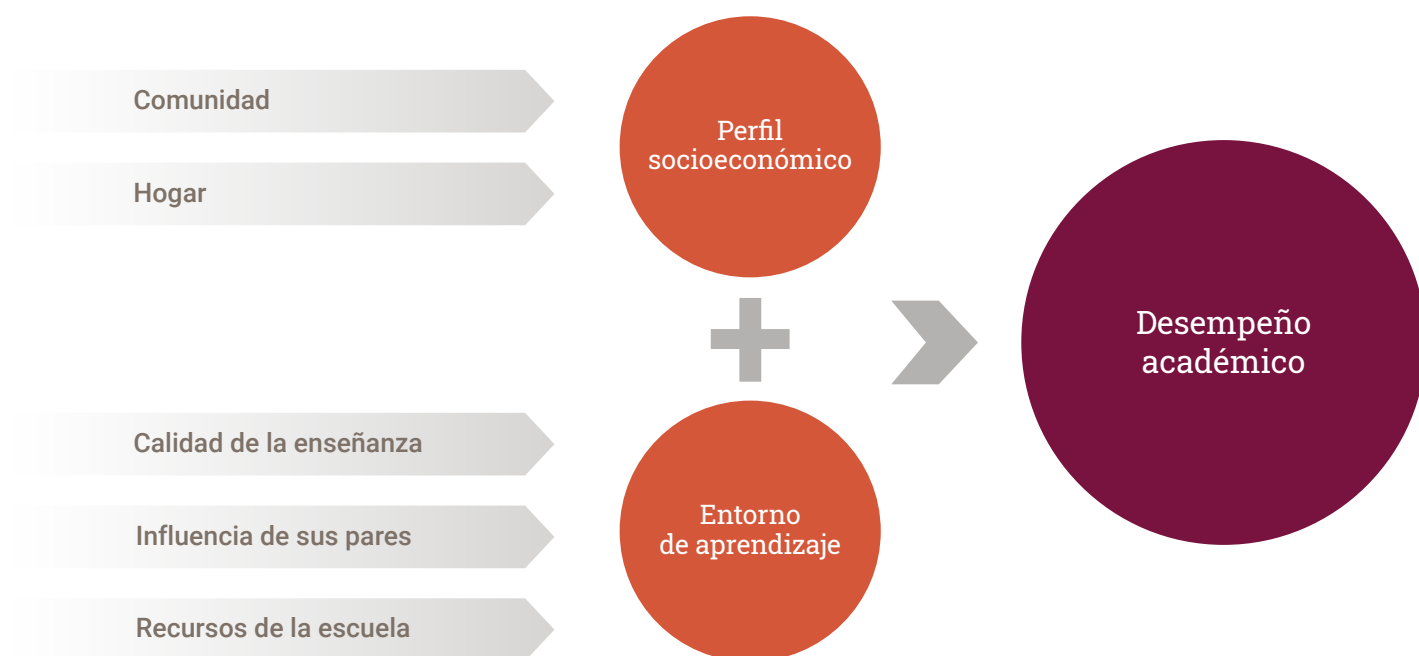 Comunidad
Hogar
Perfil
socioeconómico
Desempeño
académico
Calidad de la enseñanza
Influencia de sus pares
Recursos de la escuela
Entorno
de aprendizaje